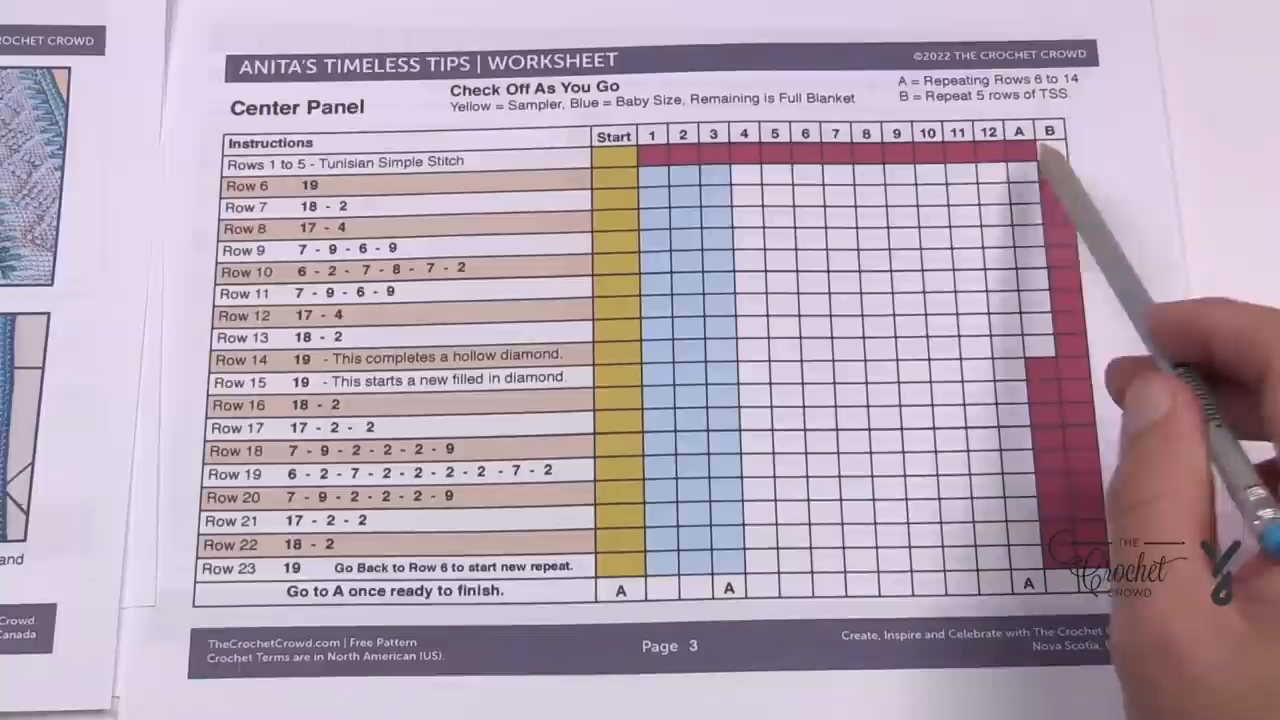 ROCHET CROWD
and
Crowd.
Canada
ANITA'S TIMELESS TIPS | WORKSHEET
©2022 THE CROCHET CROWD
Center Panel
Check Off As You Go
Yellow = Sampler, Blue = Baby Size, Remaining is Full Blanket
A = Repeating Rows 6 to 14
B = Repeat 5 rows of TSS.
Instructions Start 1 2 3 4 5 6 7 8 9 10 11 12 A B
Rows 1 to 5 - Tunisian Simple Stitch
Row 6 19
Row 7 18 - 2
Row 8 17 - 4
Row 9 7 - 9 - 6 - 9
Row 10 6 - 2 - 7 - 8 - 7 - 2
Row 11 7 - 9 - 6 - 9
Row 12 17 - 4
Row 13 18 - 2
Row 14 19 - This completes a hollow diamond.
Row 15 19 - This starts a new filled in diamond.
Row 16 18 - 2
Row 17 17 - 2 - 2
Row 18 7 - 9 - 2 - 2 - 2 - 9
Row 19 6 - 2 - 7 - 2 - 2 - 2 - 2 - 7 - 2
Row 20 7 - 9 - 2 - 2 - 2 - 9
Row 21 17 - 2 - 2
Row 22 18 - 2
Row 23 19 Go Back to Row 6 to start new repeat.
Go to A once ready to finish. A A A
TheCrochetCrowd.com | Free Pattern
Crochet Terms are in North American (US).
Page 3
Create, Inspire and Celebrate with The Crochet
Nova Scotia,
THE
Crochet
CROWD